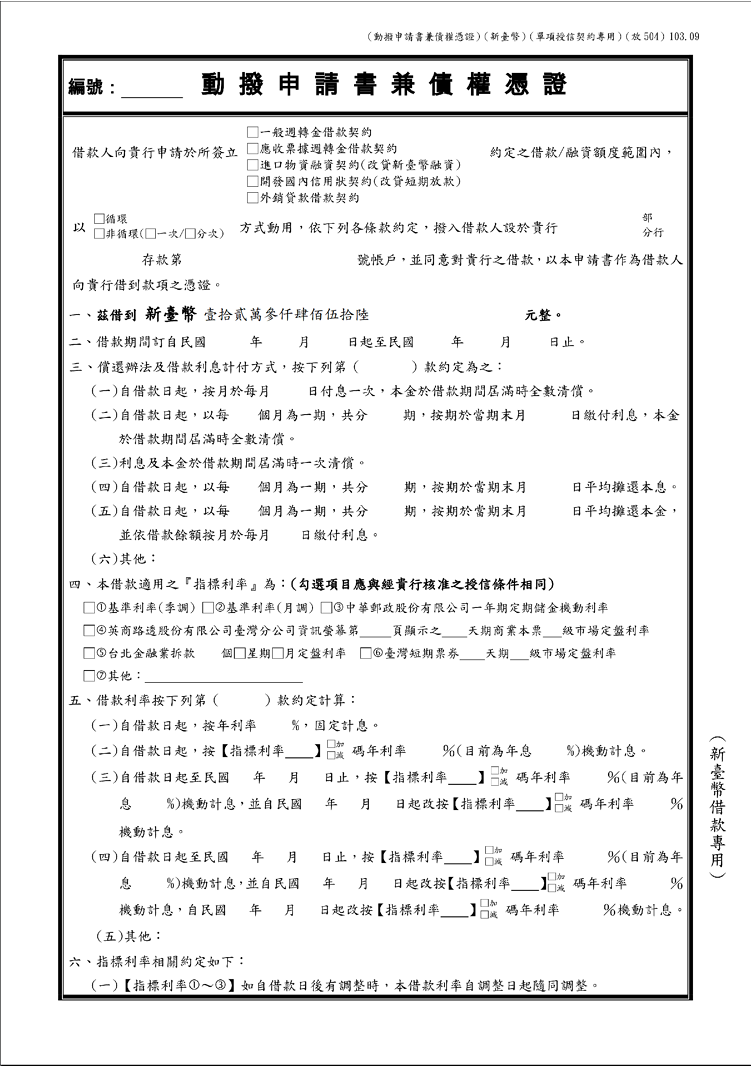 (動撥申請書兼債權憑證)(新臺幣)(單項授信契約專用)(放504) 103.09
編號：______ 動撥申請書兼債權憑證
□一般週轉金借款契約
借款人向貴行申請於所簽立 □應收票據週轉金借款契約 約定之借款/融資額度範圍內，
□進口物資融資契約(改貸新臺幣融資)
□開發國內信用狀契約(改貸短期放款)
□外銷貸款借款契約
以 □循環 □非循環(□一次/□分次) 方式動用，依下列各條款約定，撥入借款人設於貴行 部 分行
存款第 號帳戶，並同意對貴行之借款，以本申請書作為借款人
向貴行借到款項之憑證。
一、茲借到 新臺幣 壹拾貳萬參仟肆佰伍拾陸 元整。
二、借款期間訂自民國 年 月 日起至民國 年 月 日止。
三、償還辦法及借款利息計付方式，按下列第（ ）款約定為之：
(一)自借款日起，按月於每月 日付息一次，本金於借款期間屆滿時全數清償。
(二)自借款日起，以每 個月為一期，共分 期，按期於當期末月 日繳付利息，本金
於借款期間屆滿時全數清償。
(三)利息及本金於借款期間屆滿時一次清償。
(四)自借款日起，以每 個月為一期，共分 期，按期於當期末月 日平均攤還本息。
(五)自借款日起，以每 個月為一期，共分 期，按期於當期末月 日平均攤還本金，
並依借款餘額按月於每月 日繳付利息。
(六)其他：
四、本借款適用之『指標利率』為：(勾選項目應與經貴行核准之授信條件相同)
□①基準利率(季調) □②基準利率(月調) □③中華郵政股份有限公司一年期定期儲金機動利率
□④英商路透股份有限公司臺灣分公司資訊螢幕第____頁顯示之___天期商業本票__級市場定盤利率
□⑤台北金融業拆款 個□星期□月定盤利率 □⑥臺灣短期票券___天期__級市場定盤利率
□⑦其他：____________________
五、借款利率按下列第（ ）款約定計算：
(一)自借款日起，按年利率 %，固定計息。
(二)自借款日起，按【指標利率___】□加 □減 碼年利率 %(目前為年息 %)機動計息。
(三)自借款日起至民國 年 月 日止，按【指標利率___】□加 □減 碼年利率 %(目前為年
息 %)機動計息，並自民國 年 月 日起改按【指標利率___】□加 □減 碼年利率 %
機動計息。
(四)自借款日起至民國 年 月 日止，按【指標利率___】□加 □減 碼年利率 %(目前為年
息 %)機動計息，並自民國 年 月 日起改按【指標利率___】□加 □減 碼年利率 %
機動計息，自民國 年 月 日起改按【指標利率___】□加 □減 碼年利率 %機動計息。
(五)其他：
六、指標利率相關約定如下：
(一)【指標利率①～③】如自借款日後有調整時，本借款利率自調整日起隨同調整。
（新臺幣借款專用）